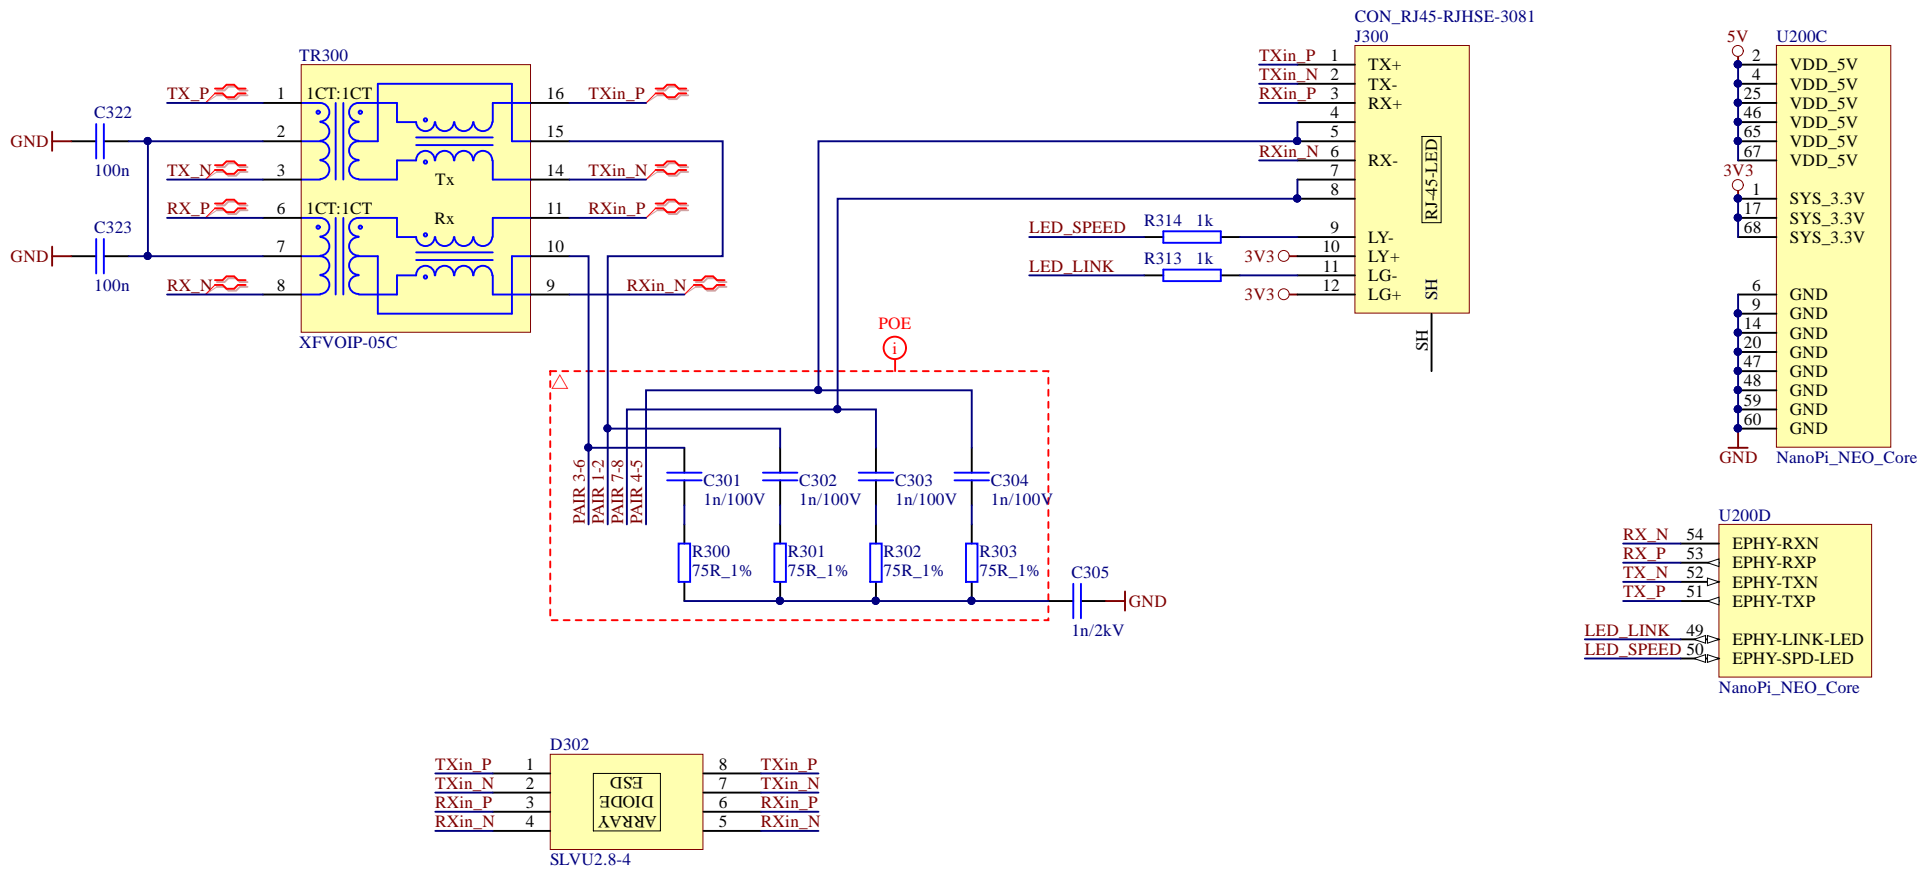 TR300
TX_P 1 1CT:1CT 16 TXin_P
C322
GND 2 15
100n
TX_N 3 Tx 14 TXin_N
RX_P 6 1CT:1CT Rx 11 RXin_P
C323
GND 7 10
100n
RX_N 8 9 RXin_N
XFVOIP-05C
CON_RJ45-RJHSE-3081
J300
TXin_P 1 TX+
TXin_N 2 TX-
RXin_P 3 RX+
4
5
RXin_N 6 RX-
7
8
RJ-45-LED
LED_SPEED R314 1k 9 LY-
3V3 10 LY+
LED_LINK R313 1k 11 LG-
3V3 12 LG+
SH
SH
5V
U200C
2 VDD_5V
4 VDD_5V
25 VDD_5V
46 VDD_5V
65 VDD_5V
67 VDD_5V
3V3
1 SYS_3.3V
17 SYS_3.3V
68 SYS_3.3V
6 GND
9 GND
14 GND
20 GND
47 GND
48 GND
59 GND
60 GND
GND
NanoPi_NEO_Core
POE
i
PAIR 3-6
PAIR 1-2
PAIR 7-8
PAIR 4-5
C301
1n/100V
C302
1n/100V
C303
1n/100V
C304
1n/100V
R300
75R_1%
R301
75R_1%
R302
75R_1%
R303
75R_1%
C305
GND
1n/2kV
U200D
RX_N 54 EPHY-RXN
RX_P 53 EPHY-RXP
TX_N 52 EPHY-TXN
TX_P 51 EPHY-TXP
LED_LINK 49 EPHY-LINK-LED
LED_SPEED 50 EPHY-SPD-LED
NanoPi_NEO_Core
D302
TXin_P 1 8 TXin_P
TXin_N 2 7 TXin_N
RXin_P 3 6 RXin_P
RXin_N 4 5 RXin_N
ARRAY
DIODE
ESD
SLVU2.8-4